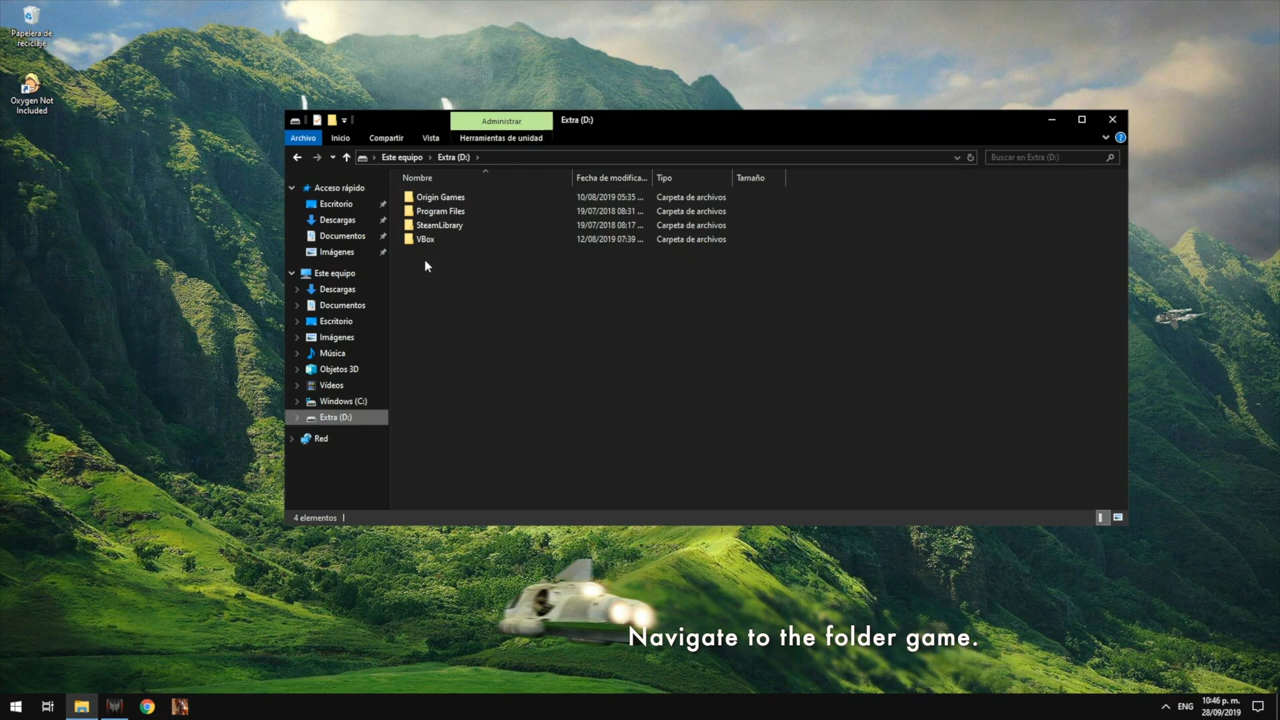 Papelera de
reciclaje
Oxygen Not
Included
Administrar
Extra (D:)
Archivo
Inicio
Compartir
Vista
Herramientas de unidad
Este equipo
Extra (D:)
Buscar en Extra (D:)
Nombre
Fecha de modifica...
Tipo
Tamaño
Origin Games
10/08/2019 05:35 ...
Carpeta de archivos
Program Files
19/07/2018 08:31 ...
Carpeta de archivos
SteamLibrary
19/07/2018 08:17 ...
Carpeta de archivos
VBox
12/08/2019 07:39 ...
Carpeta de archivos
Acceso rápido
Escritorio
Descargas
Documentos
Imágenes
Este equipo
Descargas
Documentos
Escritorio
Imágenes
Música
Objetos 3D
Vídeos
Windows (C:)
Extra (D:)
Red
4 elementos
Navigate to the folder game.
ENG
10:46 p. m.
28/09/2019